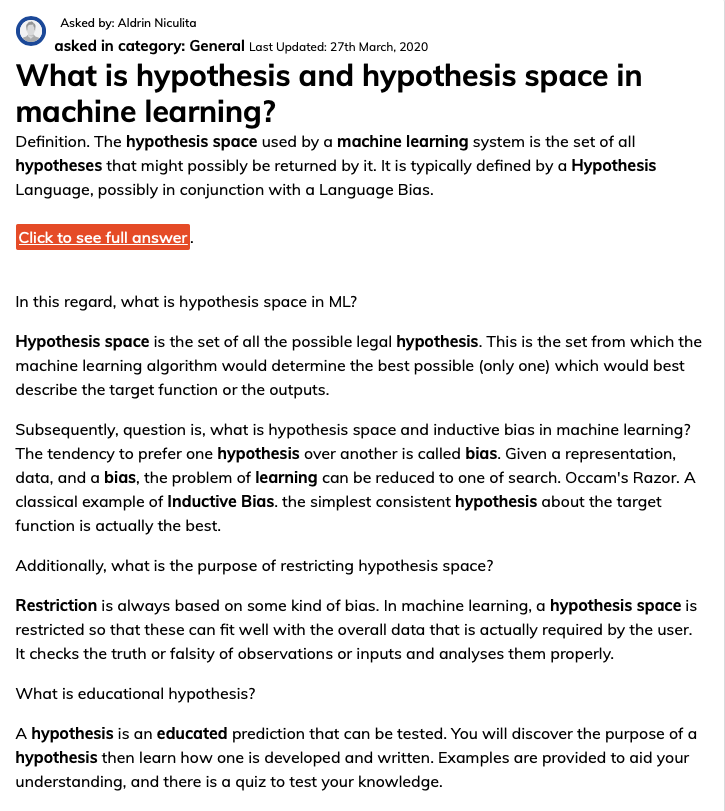 Asked by: Aldrin Niculita
asked in category: General Last Updated: 27th March, 2020
What is hypothesis and hypothesis space in
machine learning?
Definition. The hypothesis space used by a machine learning system is the set of all
hypotheses that might possibly be returned by it. It is typically defined by a Hypothesis
Language, possibly in conjunction with a Language Bias.
Click to see full answer.
In this regard, what is hypothesis space in ML?
Hypothesis space is the set of all the possible legal hypothesis. This is the set from which the
machine learning algorithm would determine the best possible (only one) which would best
describe the target function or the outputs.
Subsequently, question is, what is hypothesis space and inductive bias in machine learning?
The tendency to prefer one hypothesis over another is called bias. Given a representation,
data, and a bias, the problem of learning can be reduced to one of search. Occam's Razor. A
classical example of Inductive Bias. the simplest consistent hypothesis about the target
function is actually the best.
Additionally, what is the purpose of restricting hypothesis space?
Restriction is always based on some kind of bias. In machine learning, a hypothesis space is
restricted so that these can fit well with the overall data that is actually required by the user.
It checks the truth or falsity of observations or inputs and analyses them properly.
What is educational hypothesis?
A hypothesis is an educated prediction that can be tested. You will discover the purpose of a
hypothesis then learn how one is developed and written. Examples are provided to aid your
understanding, and there is a quiz to test your knowledge.